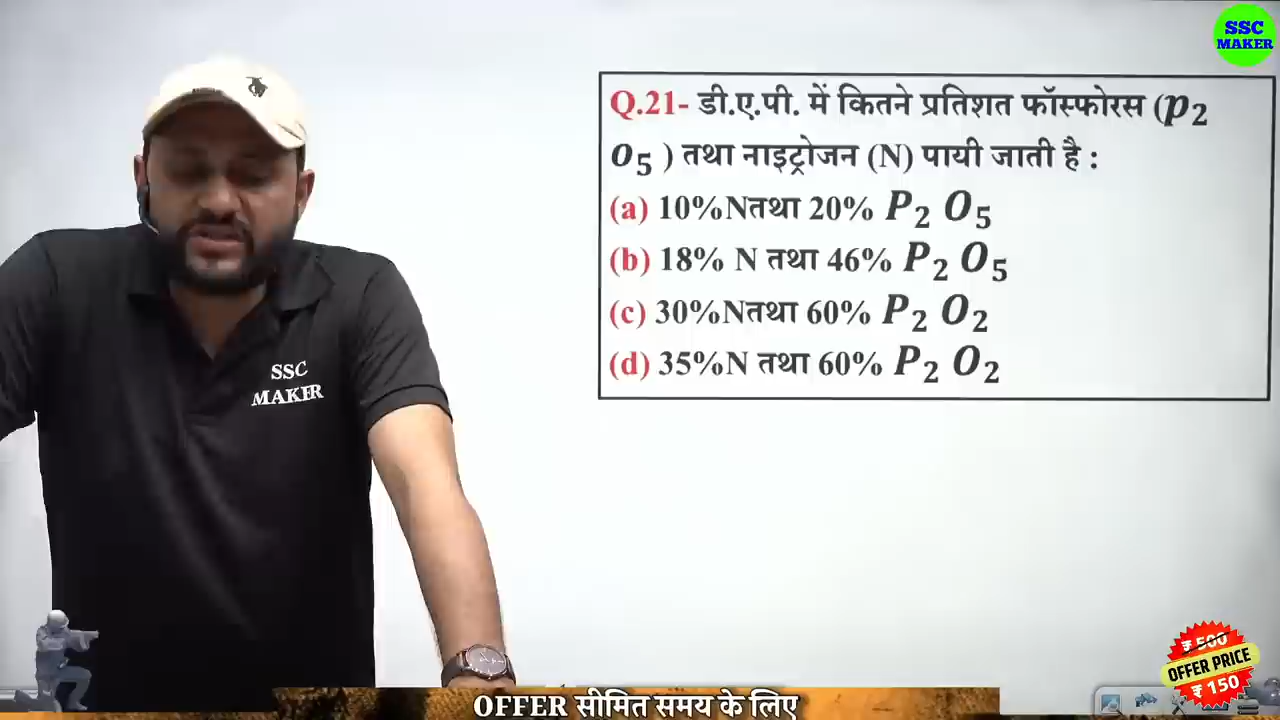 SSC
MAKER
Q.21- डी.ए.पी. में कितने प्रतिशत फॉस्फोरस (p2
o5 ) तथा नाइट्रोजन (N) पायी जाती है :
(a) 10%Nतथा 20% P2 O5
(b) 18% N तथा 46% P2 O5
(c) 30%Nतथा 60% P2 O2
(d) 35%N तथा 60% P2 O2
SSC
MAKER
₹ 500
OFFER PRICE
₹ 150
OFFER सीमित समय के लिए